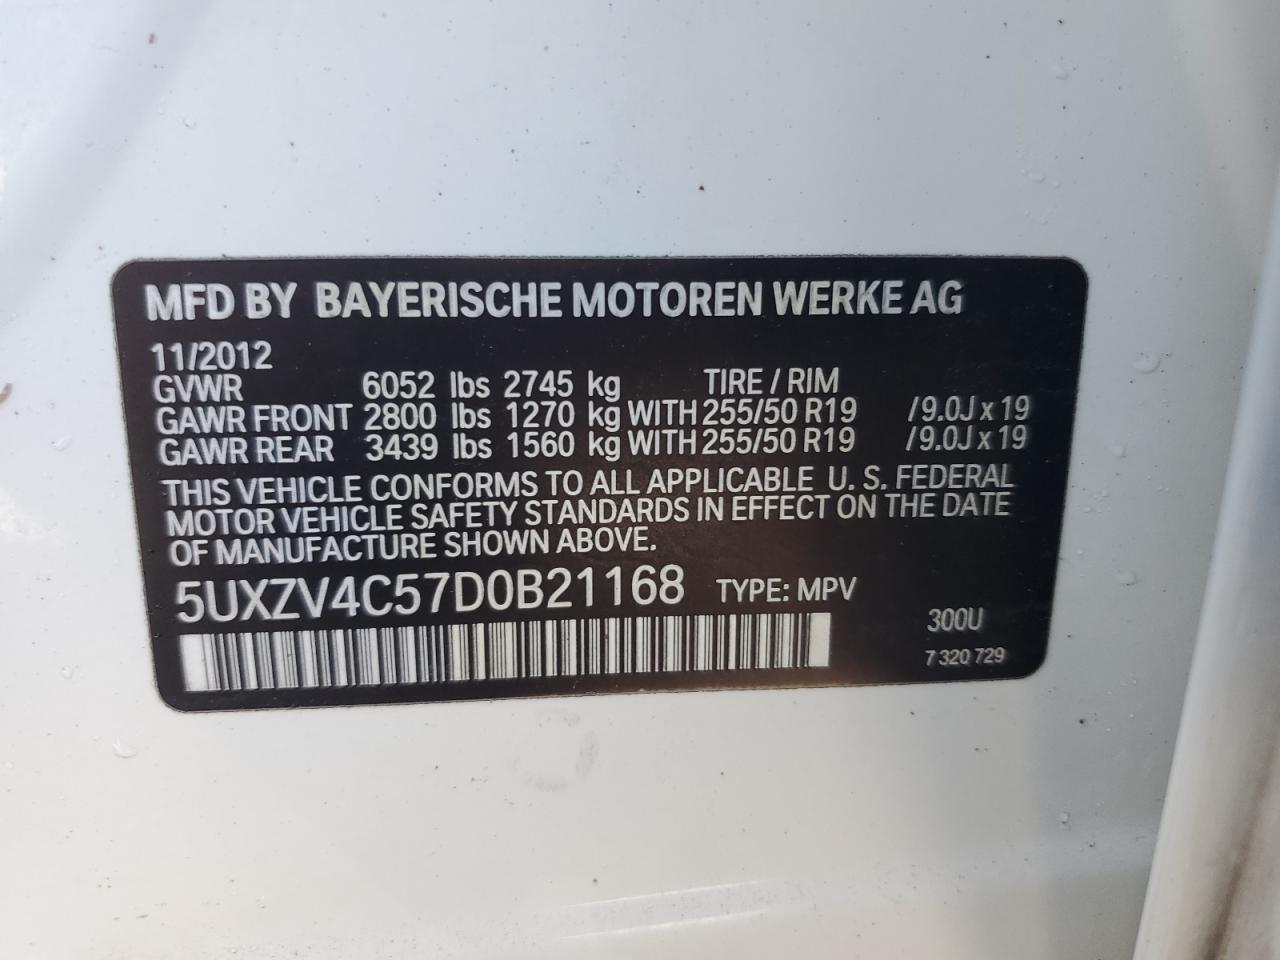 MFD BY BAYERISCHE MOTOREN WERKE AG
11/2012
GVWR 6052 lbs 2745 kg TIRE / RIM
GAWR FRONT 2800 lbs 1270 kg WITH 255/50 R19 /9.0J x 19
GAWR REAR 3439 lbs 1560 kg WITH 255/50 R19 /9.0J x 19
THIS VEHICLE CONFORMS TO ALL APPLICABLE U. S. FEDERAL
MOTOR VEHICLE SAFETY STANDARDS IN EFFECT ON THE DATE
OF MANUFACTURE SHOWN ABOVE.
5UXZV4C57D0B21168 TYPE: MPV
300U
7 320 729